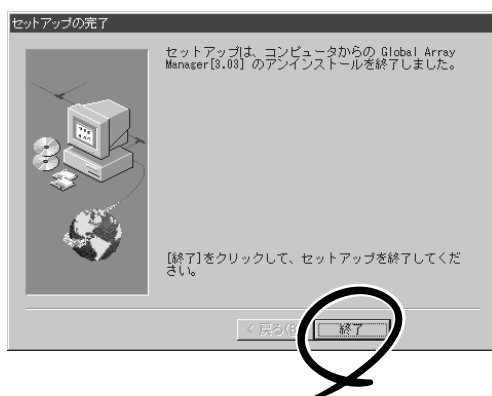 セットアップの完了
セットアップは、コンピュータからの Global Array
Manager[3.03] のアンインストールを終了しました。
[終了]をクリックして、セットアップを終了してくだ
さい。
< 戻る(B
終了